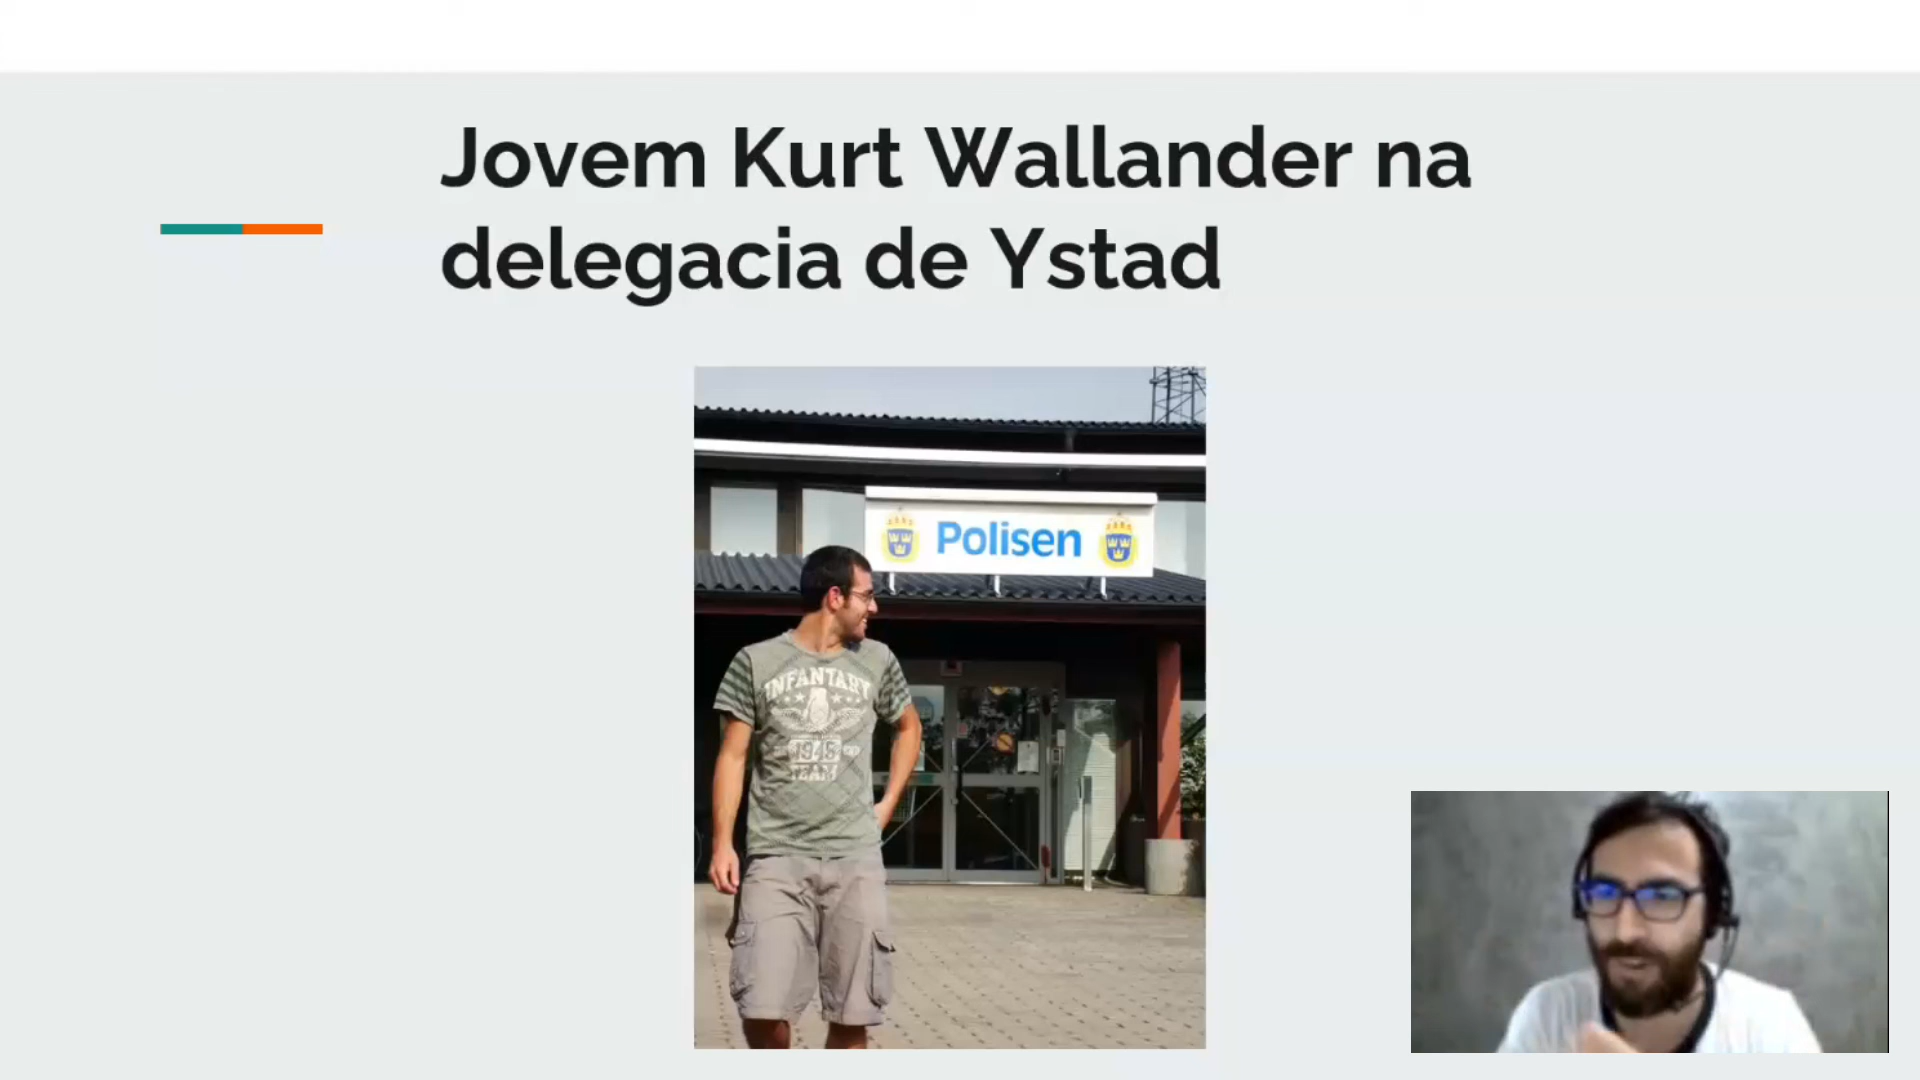 Jovem Kurt Wallander na
delegacia de Ystad
Polisen
INFANTARY
1945
TEAM